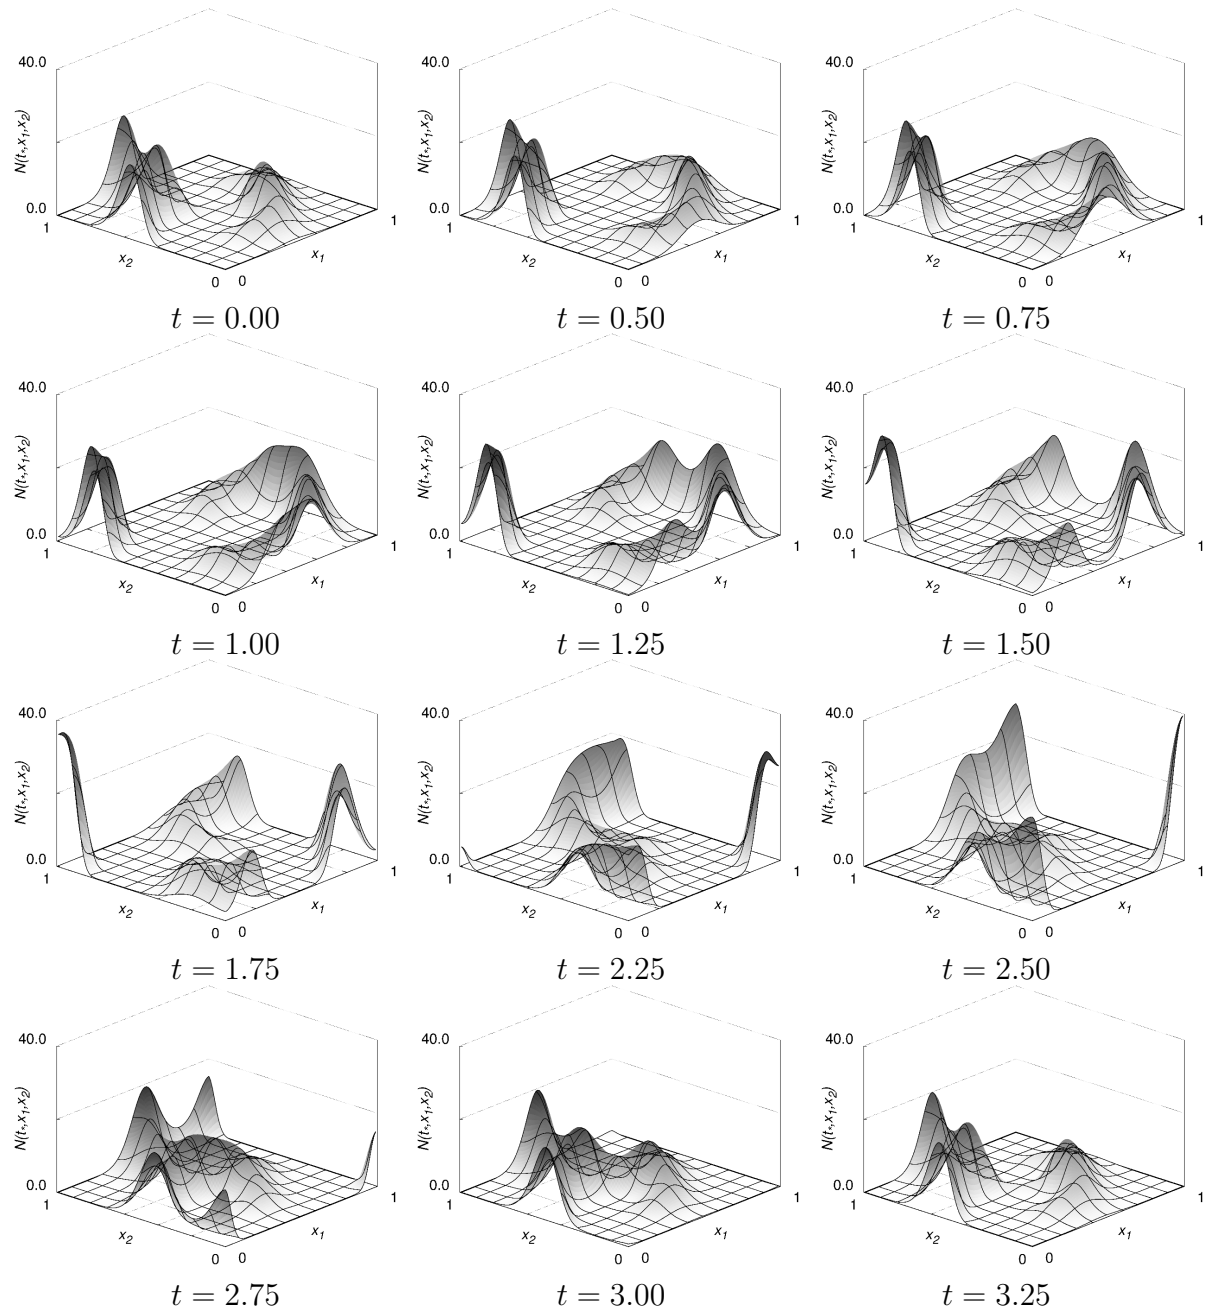 40.0 40.0 40.0
N(t*,x1,x2) N(t*,x1,x2) N(t*,x1,x2)
0.0 0.0 0.0
1 x2 0 0 x1 1 1 x2 0 0 x1 1 1 x2 0 0 x1 1
t = 0.00 t = 0.50 t = 0.75
40.0 40.0 40.0
N(t*,x1,x2) N(t*,x1,x2) N(t*,x1,x2)
0.0 0.0 0.0
1 x2 0 0 x1 1 1 x2 0 0 x1 1 1 x2 0 0 x1 1
t = 1.00 t = 1.25 t = 1.50
40.0 40.0 40.0
N(t*,x1,x2) N(t*,x1,x2) N(t*,x1,x2)
0.0 0.0 0.0
1 x2 0 0 x1 1 1 x2 0 0 x1 1 1 x2 0 0 x1 1
t = 1.75 t = 2.25 t = 2.50
40.0 40.0 40.0
N(t*,x1,x2) N(t*,x1,x2) N(t*,x1,x2)
0.0 0.0 0.0
1 x2 0 0 x1 1 1 x2 0 0 x1 1 1 x2 0 0 x1 1
t = 2.75 t = 3.00 t = 3.25